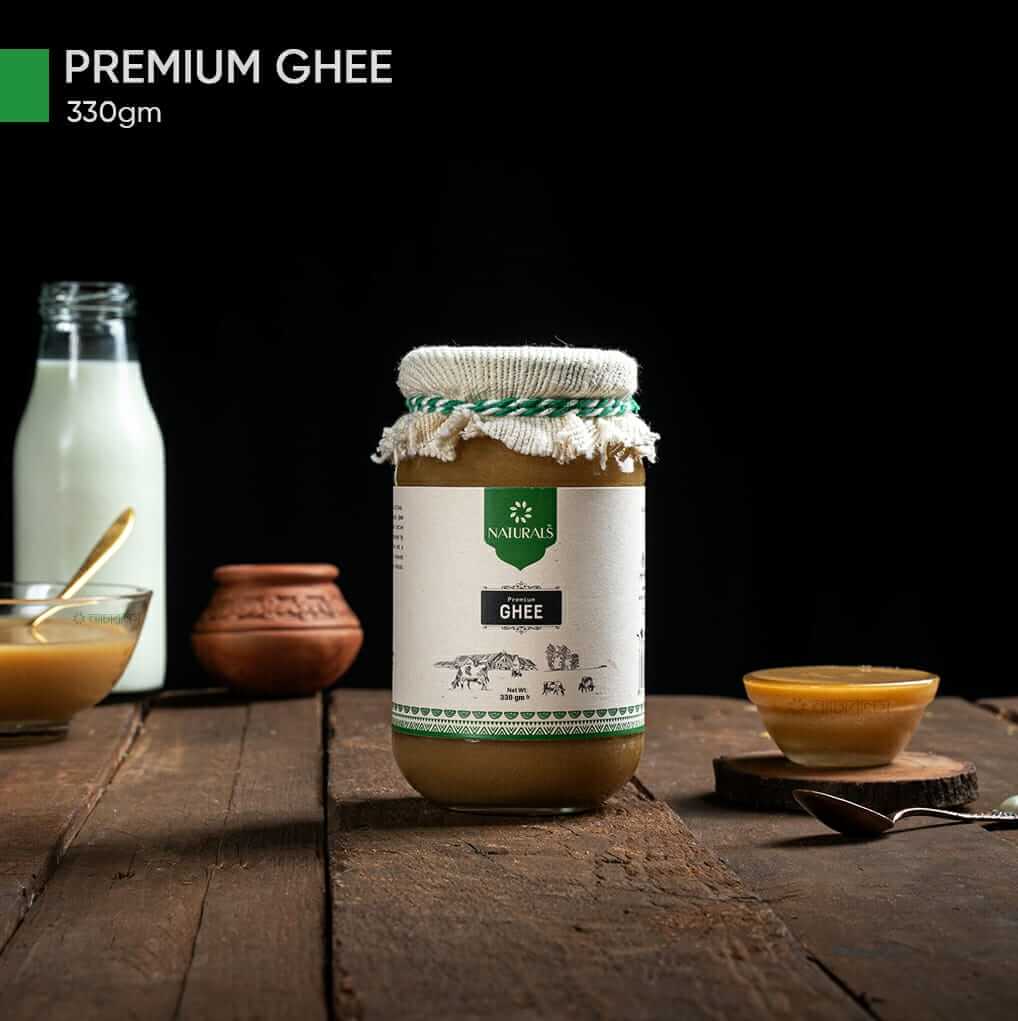 PREMIUM GHEE
330gm
NATURALS
Premium
GHEE
Net Wt.
330 gm